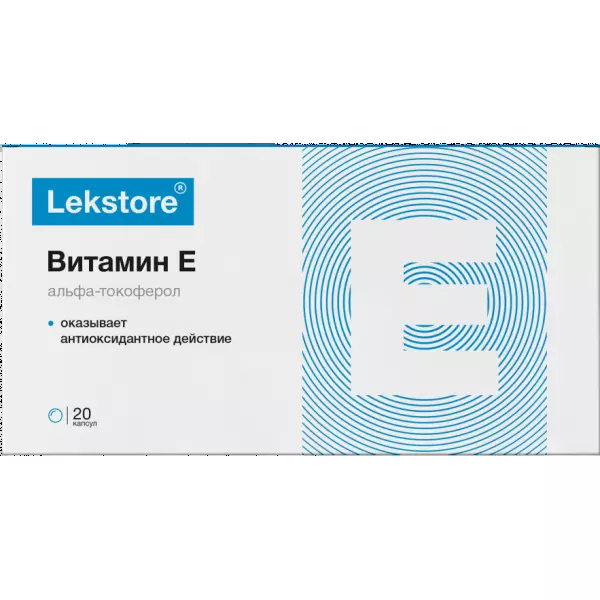 Lekstore®
Витамин Е
альфа-токоферол
• оказывает
антиоксидантное действие
20
капсул
E